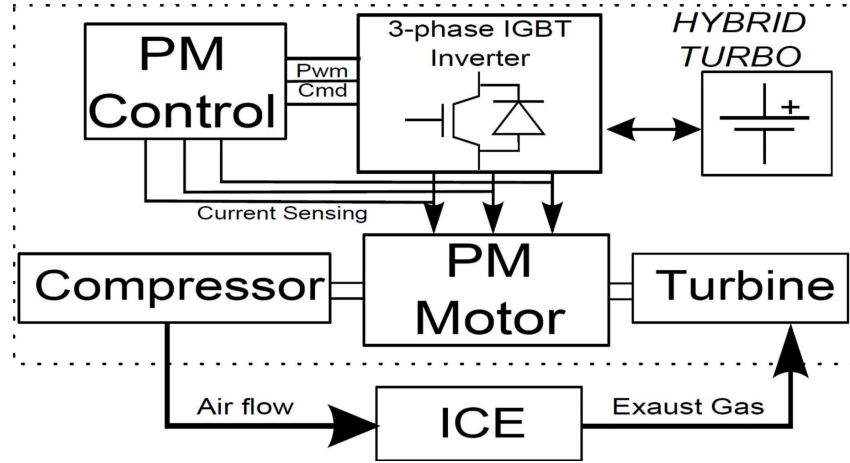 PM
Control
Pwm
Cmd
3-phase IGBT
Inverter
HYBRID
TURBO
+
Current Sensing
Compressor
PM
Motor
Turbine
Air flow
ICE
Exaust Gas